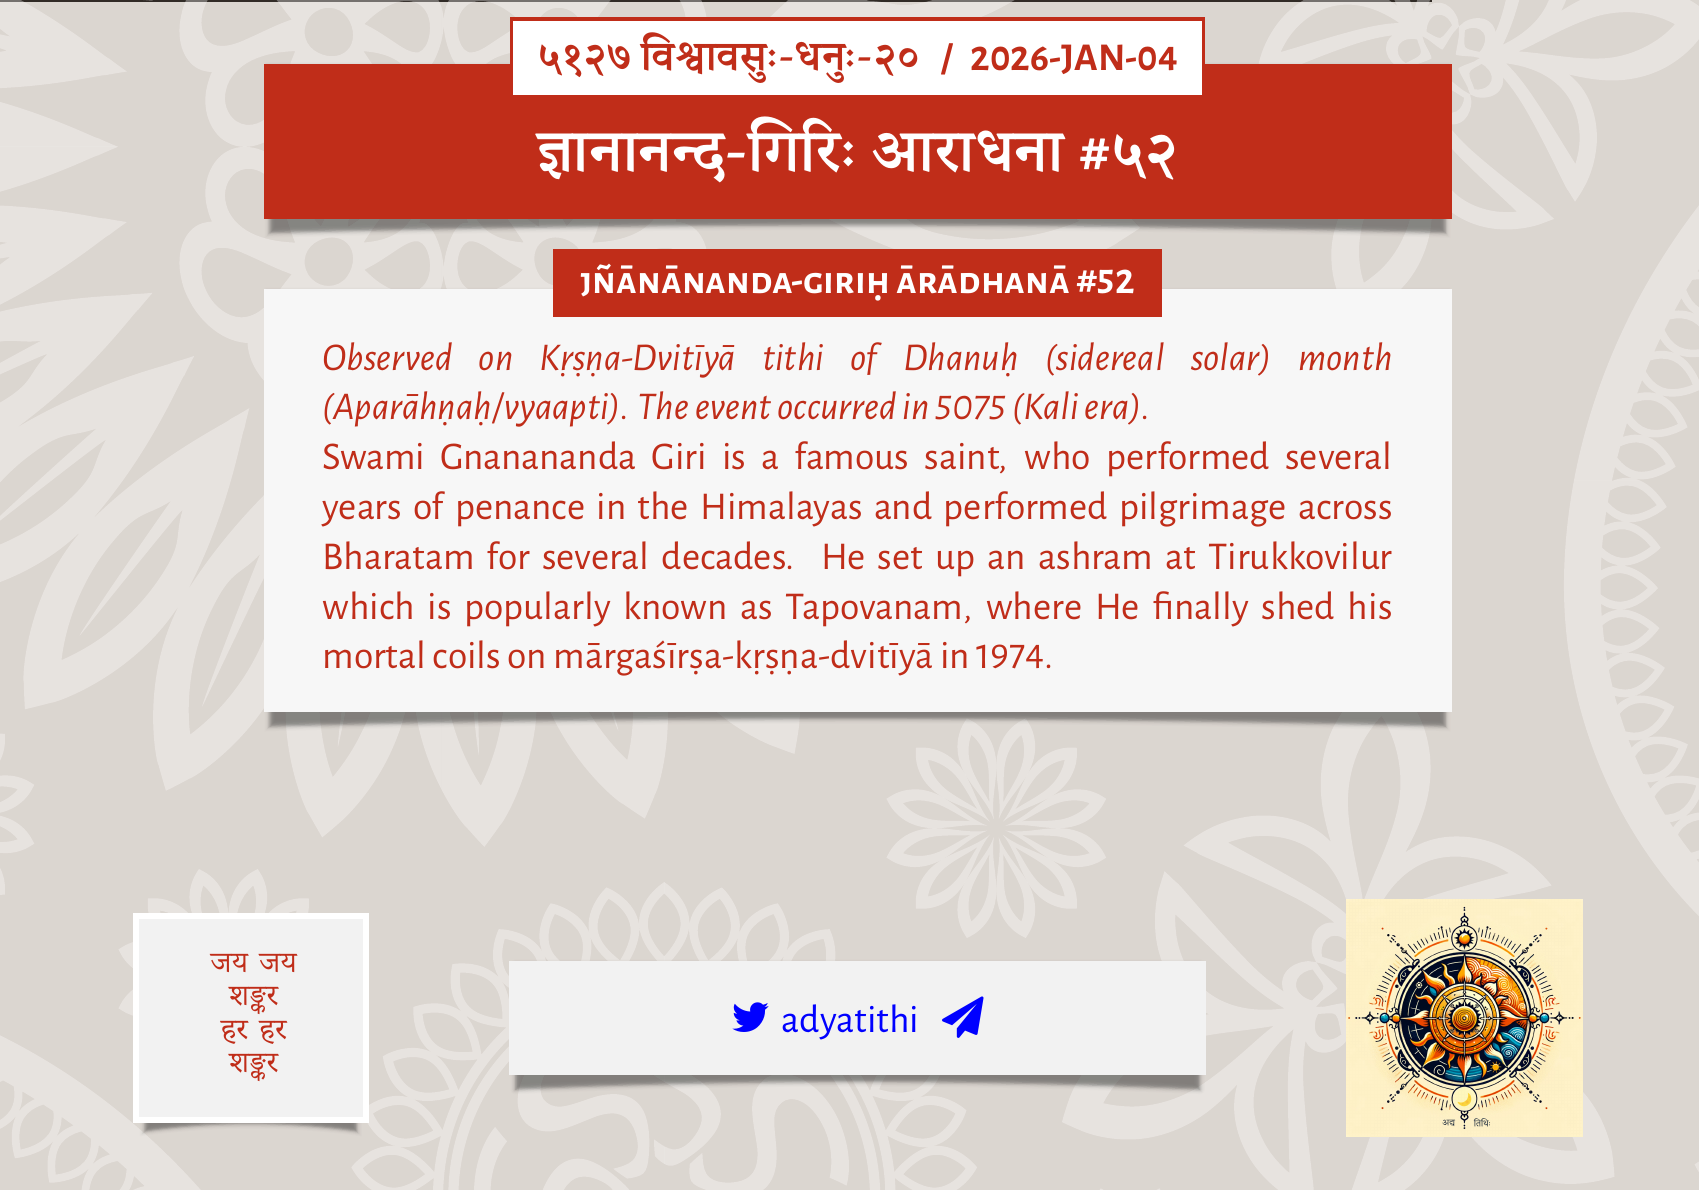 ५१२७ विश्वावसुः-धनुः-२० / 2026-JAN-04
ज्ञानानन्द-गिरिः आराधना #५२
JÑĀNĀNANDA-GIRIḤ ĀRĀDHANĀ #52
Observed on Kṛṣṇa-Dvitīyā tithi of Dhanuḥ (sidereal solar) month
(Aparāhṇaḥ/vyaapti). The event occurred in 5075 (Kali era).
Swami Gnanananda Giri is a famous saint, who performed several
years of penance in the Himalayas and performed pilgrimage across
Bharatam for several decades. He set up an ashram at Tirukkovilur
which is popularly known as Tapovanam, where He finally shed his
mortal coils on mārgaśīrṣa-kṛṣṇa-dvitīyā in 1974.
जय जय
शङ्कर
हर हर
शङ्कर
adyatithi
अद्य तिथिः